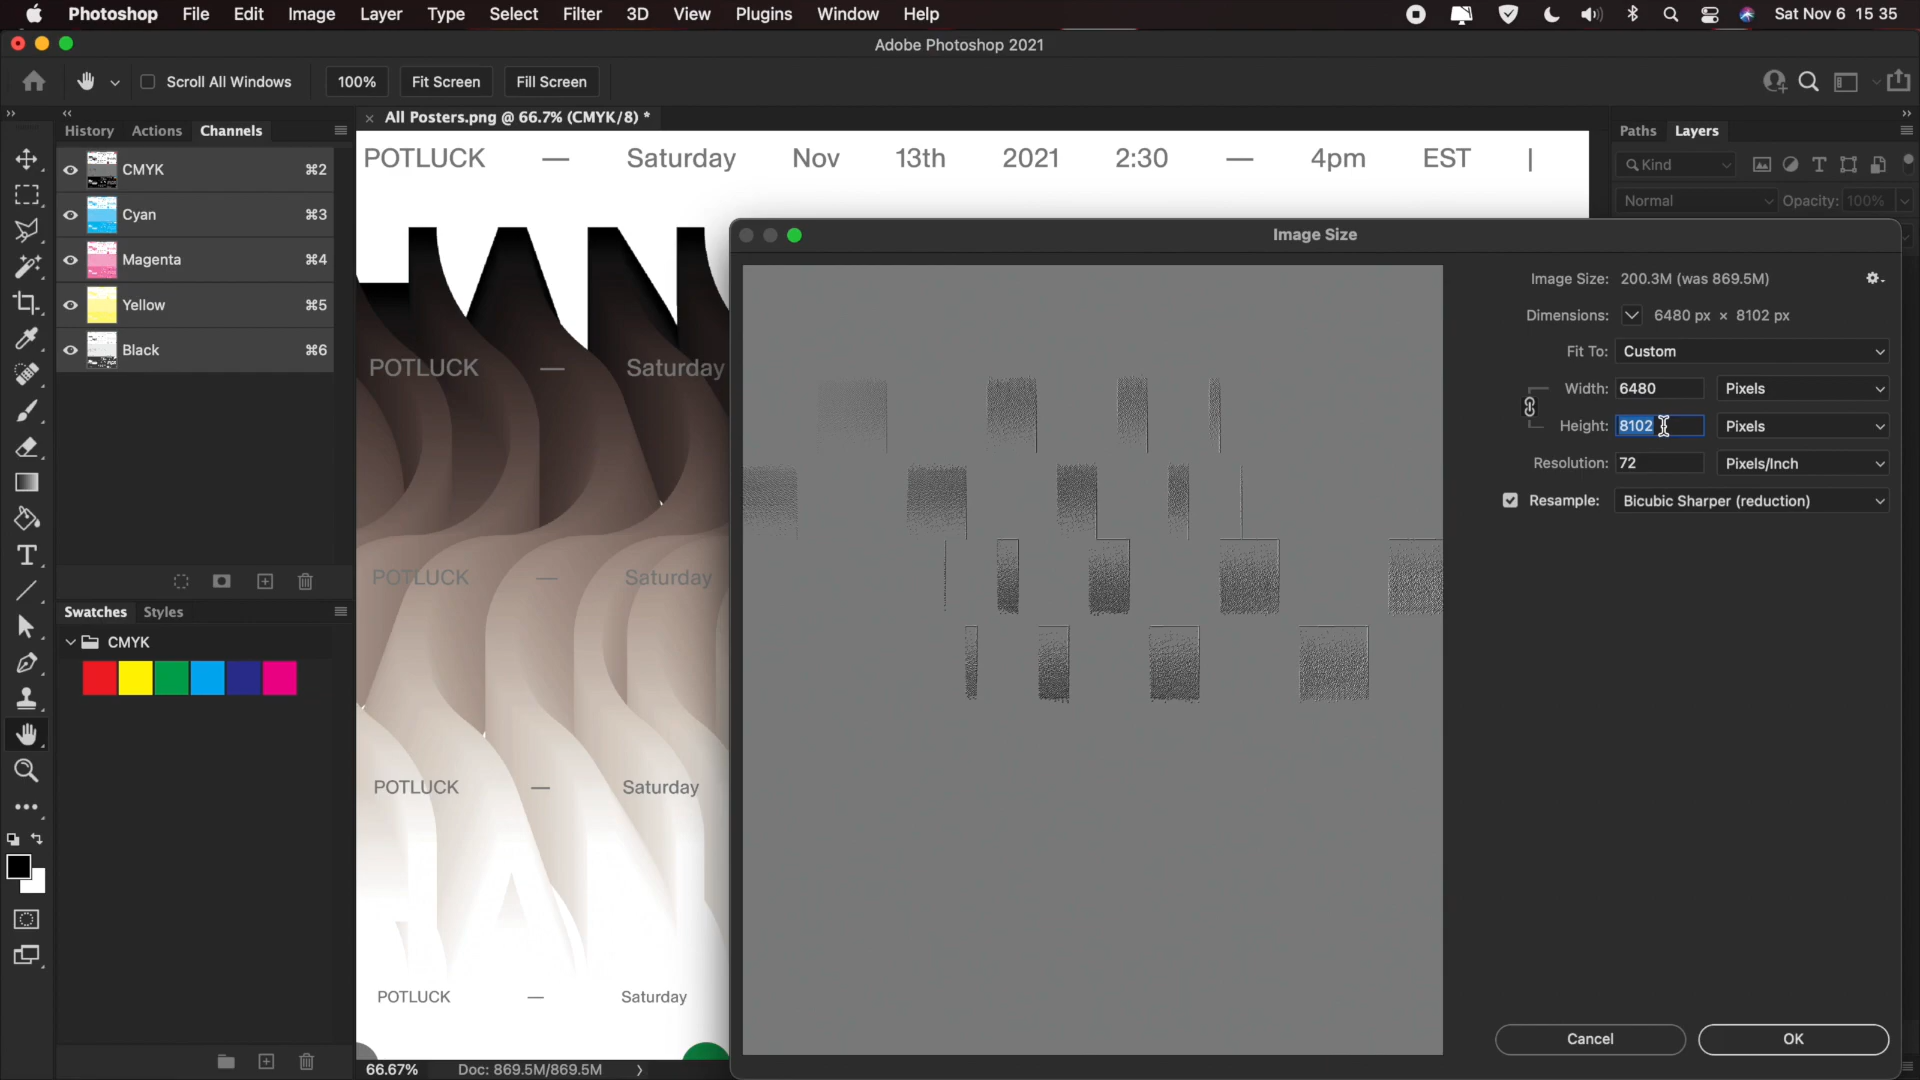 Photoshop File Edit Image Layer Type Select Filter 3D View Plugins Window Help Sat Nov 6 15 35
Adobe Photoshop 2021
Scroll All Windows 100% Fit Screen Fill Screen
History Actions Channels
× All Posters.png @ 66.7% (CMYK/8) *
Paths Layers
CMYK ⌘2
Cyan ⌘3
Magenta ⌘4
Yellow ⌘5
Black ⌘6
Swatches Styles
CMYK
POTLUCK — Saturday Nov 13th 2021 2:30 — 4pm EST |
POTLUCK — Saturday
POTLUCK — Saturday
POTLUCK — Saturday
POTLUCK — Saturday
66.67% Doc: 869.5M/869.5M
Kind
Normal Opacity: 100%
Image Size
Image Size: 200.3M (was 869.5M)
Dimensions: 6480 px × 8102 px
Fit To: Custom
Width: 6480 Pixels
Height: 8102 Pixels
Resolution: 72 Pixels/Inch
Resample: Bicubic Sharper (reduction)
Cancel OK